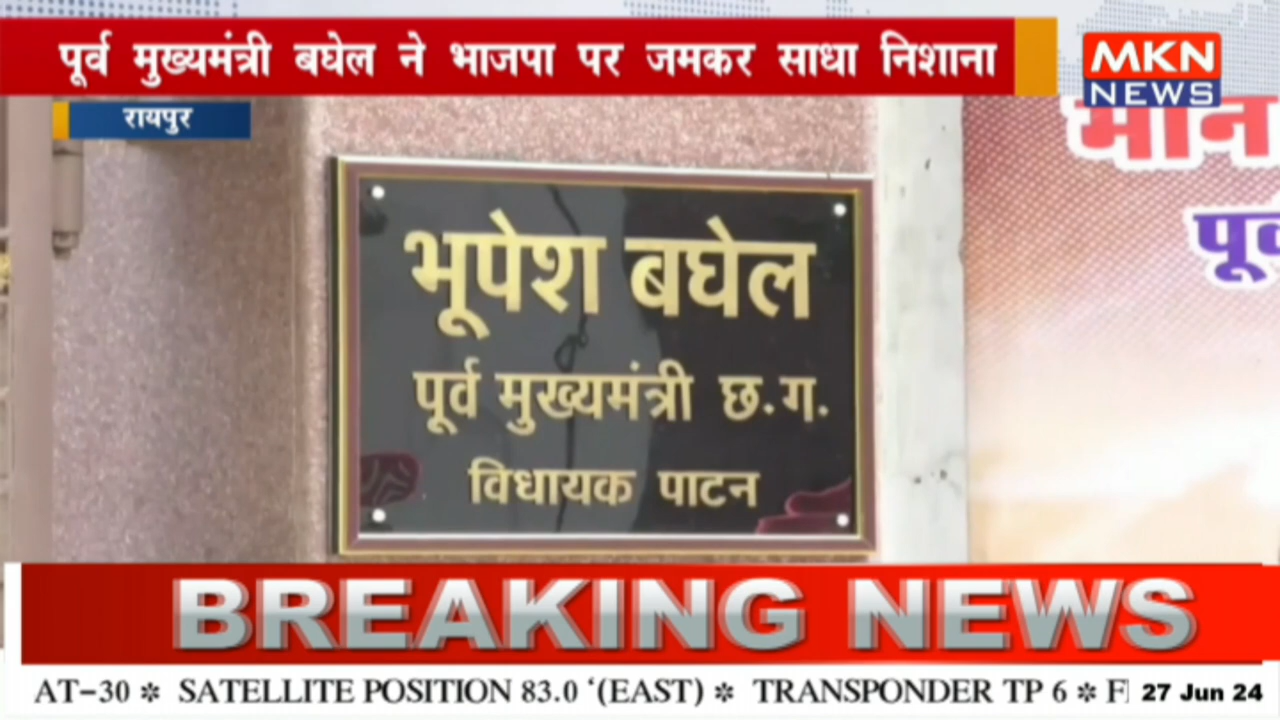 पूर्व मुख्यमंत्री बघेल ने भाजपा पर जमकर साधा निशाना
MKN
NEWS
रायपुर
भूपेश बघेल
पूर्व मुख्यमंत्री छ.ग.
विधायक पाटन
BREAKING NEWS
AT-30 * SATELLITE POSITION 83.0 ‘(EAST) * TRANSPONDER TP 6 * F
27 Jun 24